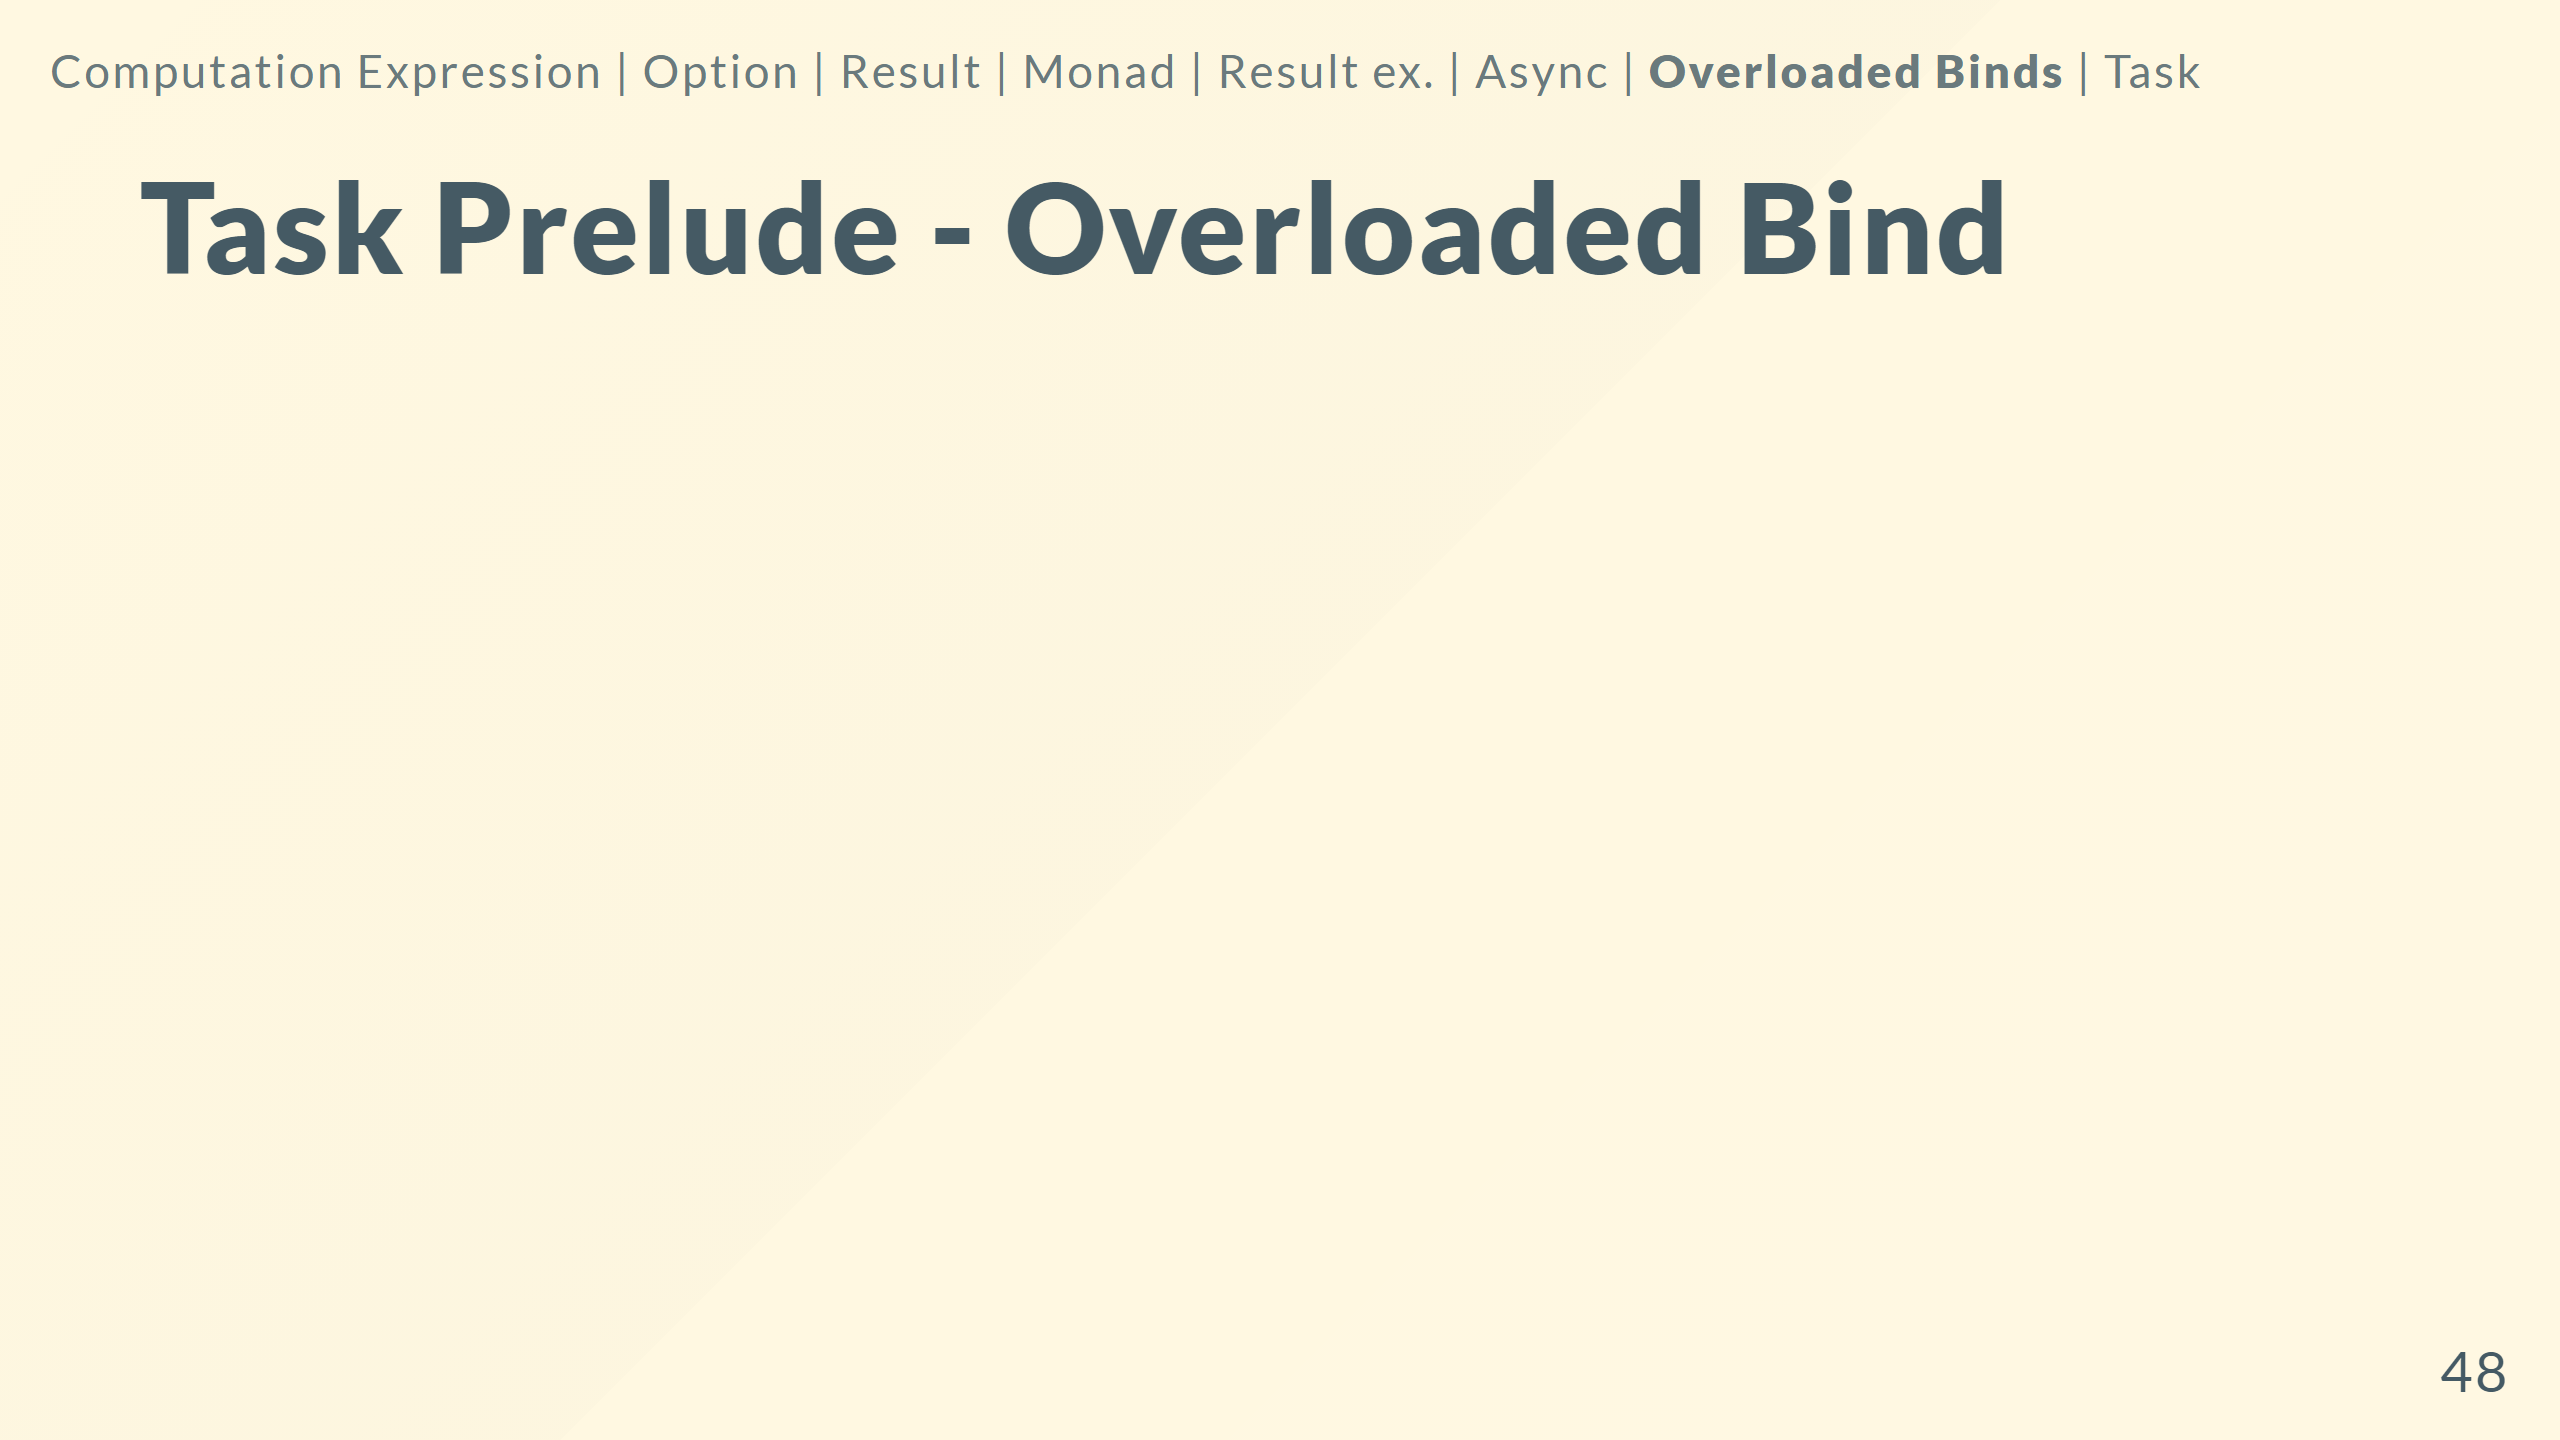 Computation Expression | Option | Result | Monad | Result ex. | Async | Overloaded Binds | Task
Task Prelude - Overloaded Bind
48